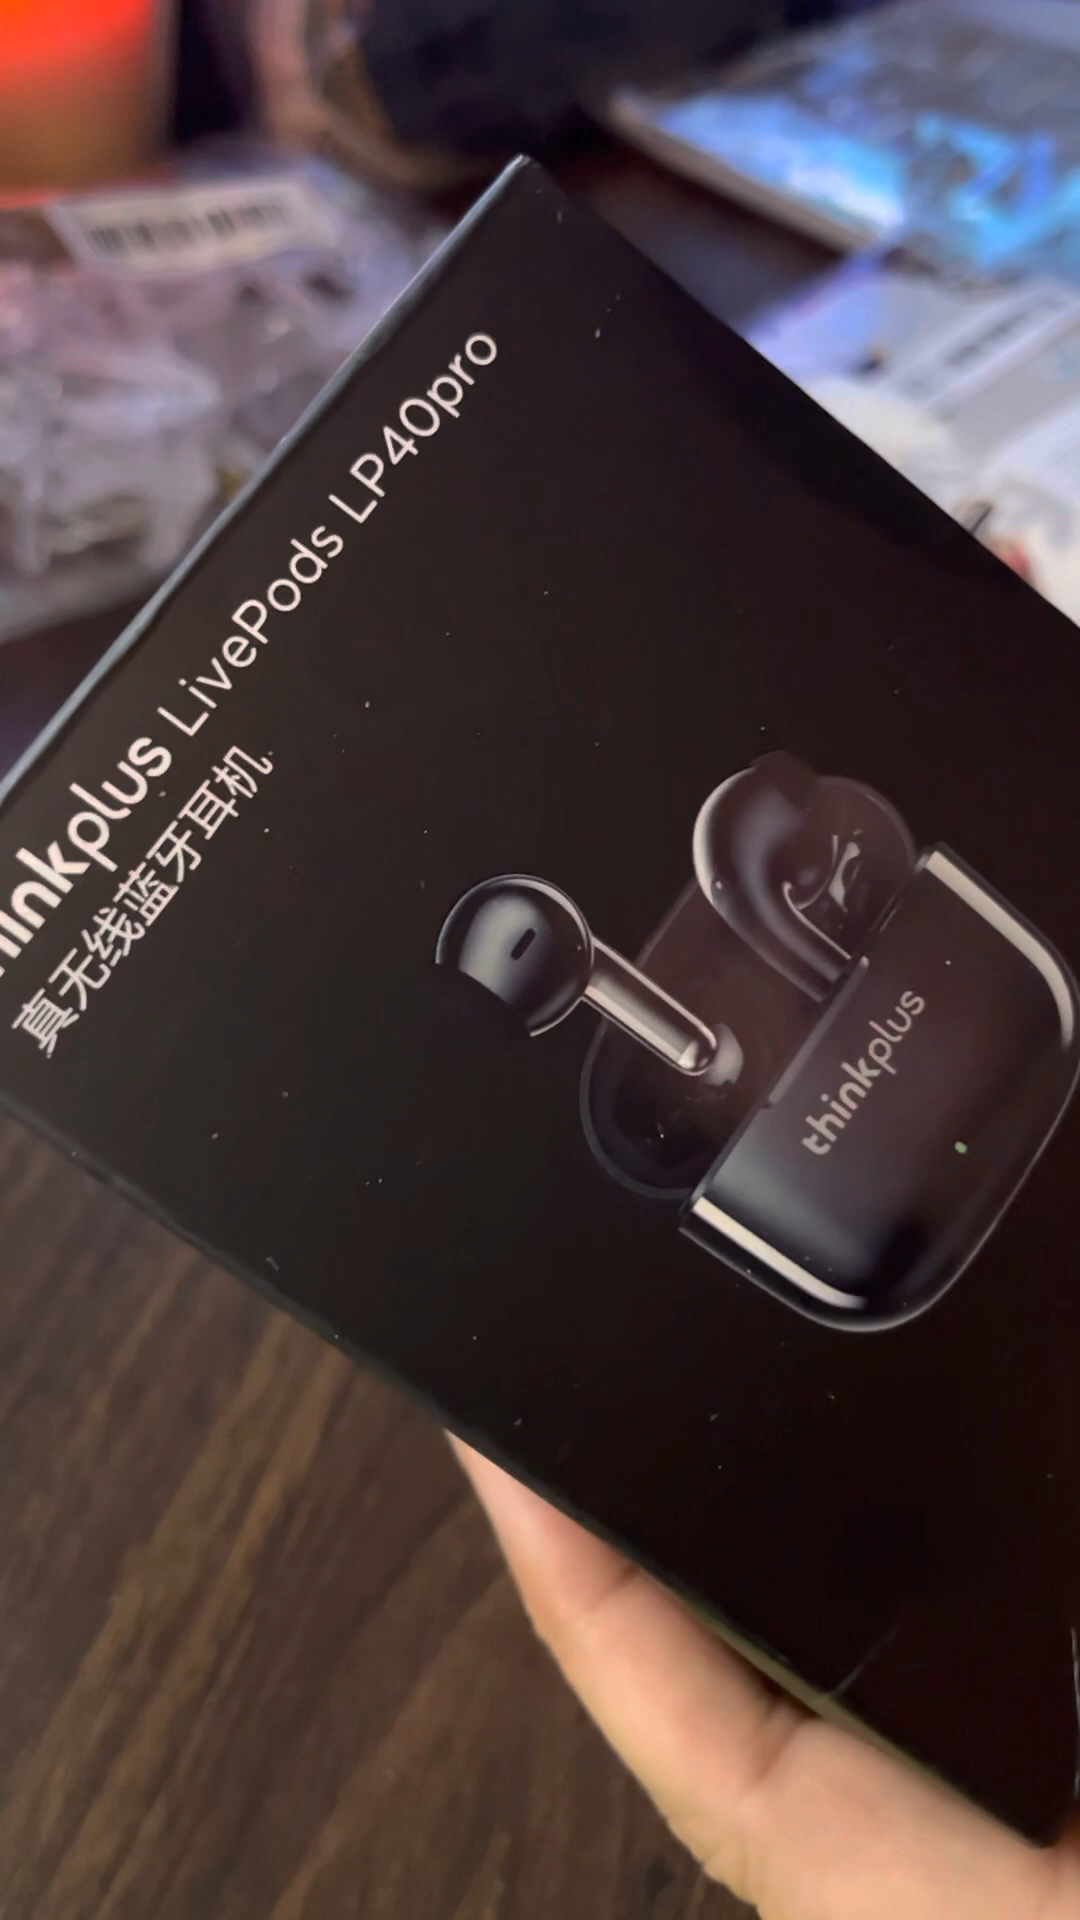 thinkplus LivePods LP40pro
真无线蓝牙耳机
thinkplus